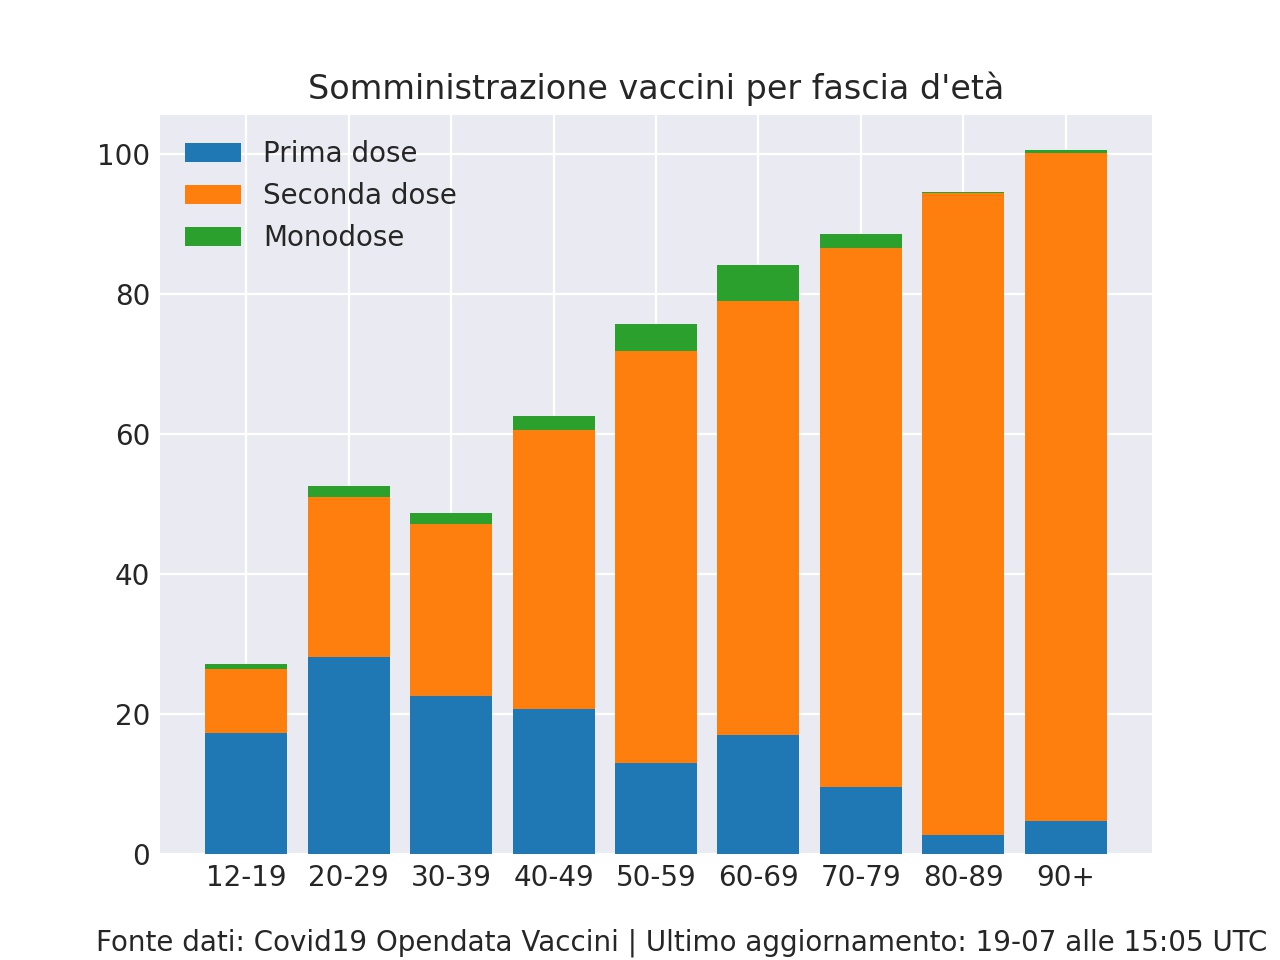 Somministrazione vaccini per fascia d'età
Prima dose
Seconda dose
Monodose
100
80
60
40
20
0
12-19 20-29 30-39 40-49 50-59 60-69 70-79 80-89 90+
Fonte dati: Covid19 Opendata Vaccini | Ultimo aggiornamento: 19-07 alle 15:05 UTC